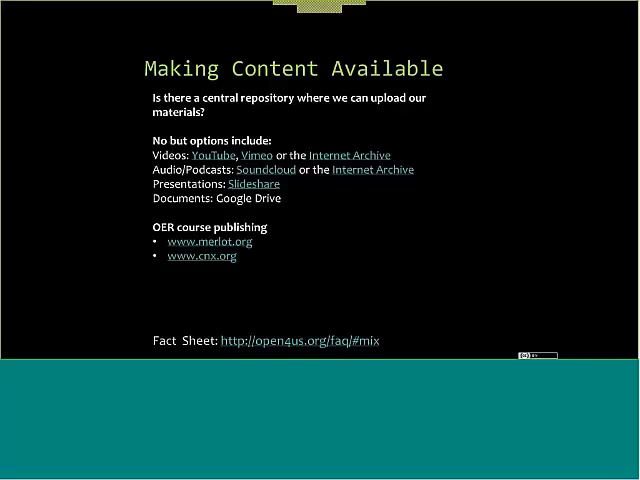 Making Content Available
Is there a central repository where we can upload our
materials?
No but options include:
Videos: YouTube, Vimeo or the Internet Archive
Audio/Podcasts: Soundcloud or the Internet Archive
Presentations: Slideshare
Documents: Google Drive
OER course publishing
• www.merlot.org
• www.cnx.org
Fact Sheet: http://open4us.org/faq/#mix